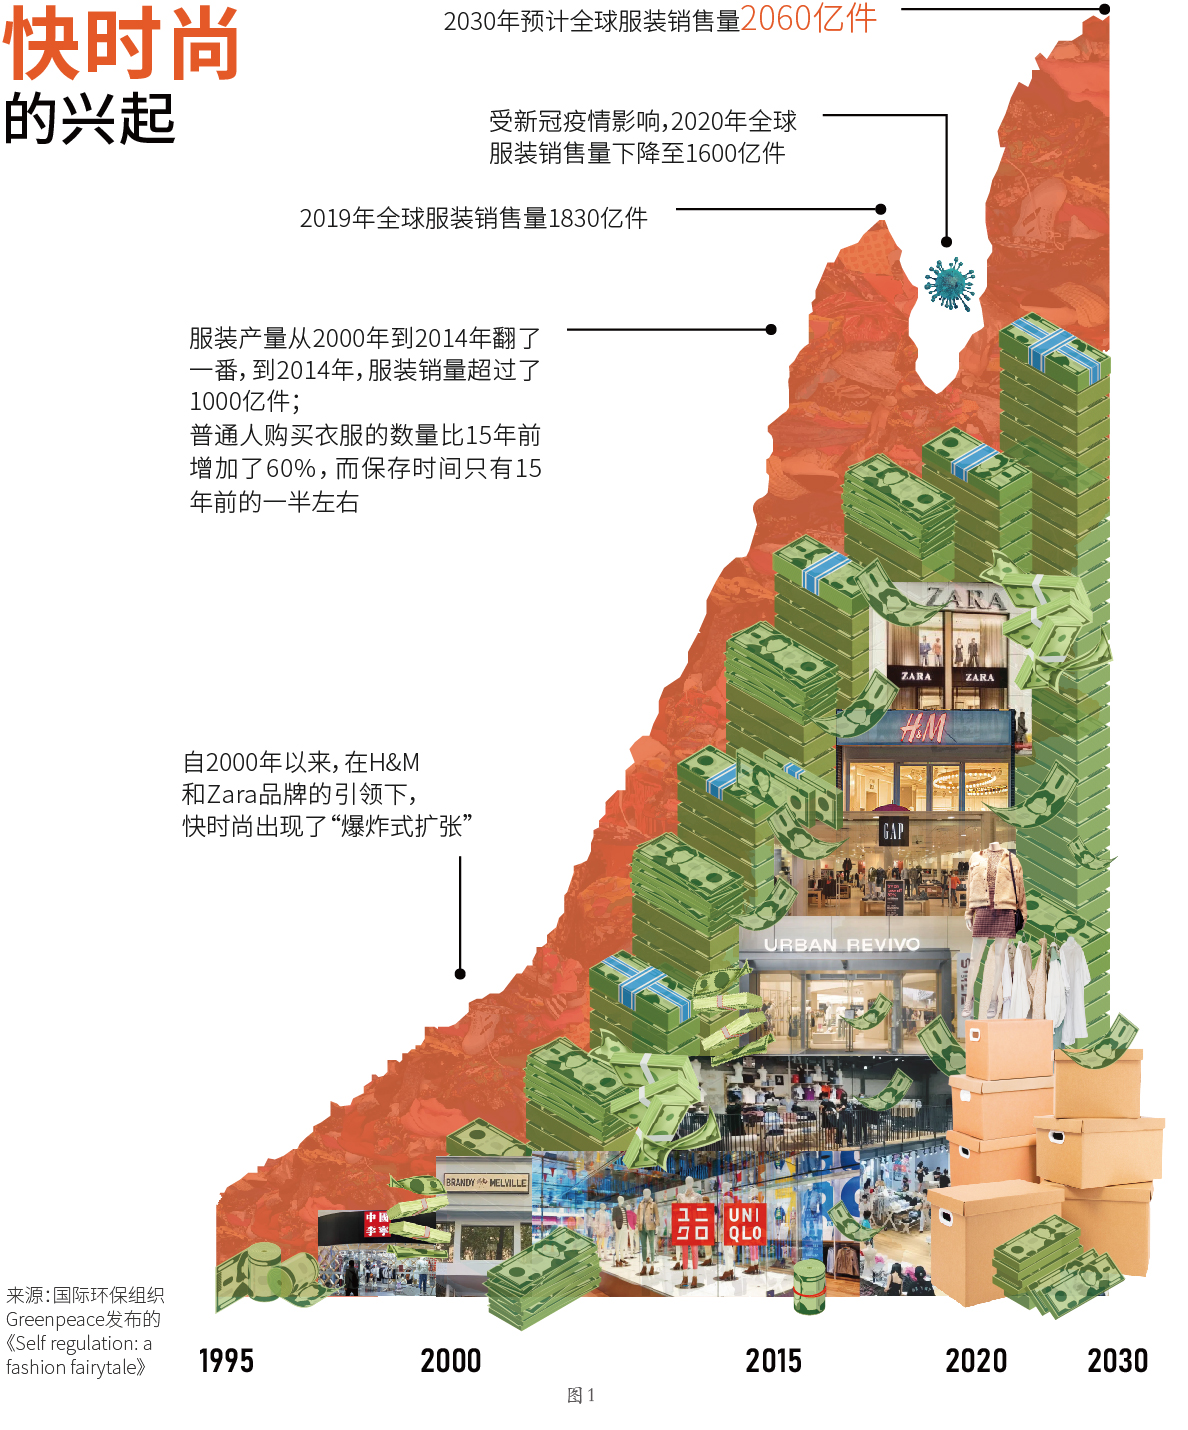 快时尚
的兴起
2030年预计全球服装销售量2060亿件
受新冠疫情影响，2020年全球
服装销售量下降至1600亿件
2019年全球服装销售量1830亿件
服装产量从2000年到2014年翻了
一番，到2014年，服装销量超过了
1000亿件；
普通人购买衣服的数量比15年前
增加了60%，而保存时间只有15
年前的一半左右
自2000年以来，在H&M
和Zara品牌的引领下，
快时尚出现了“爆炸式扩张”
ZARA
ZARA ZARA
H&M
GAP
URBAN REVIVO
BRANDY MELVILLE
中國
李寧
ユニ
クロ
UNI
QLO
来源：国际环保组织
Greenpeace发布的
《Self regulation: a
fashion fairytale》
1995 2000 2015 2020 2030
图 1